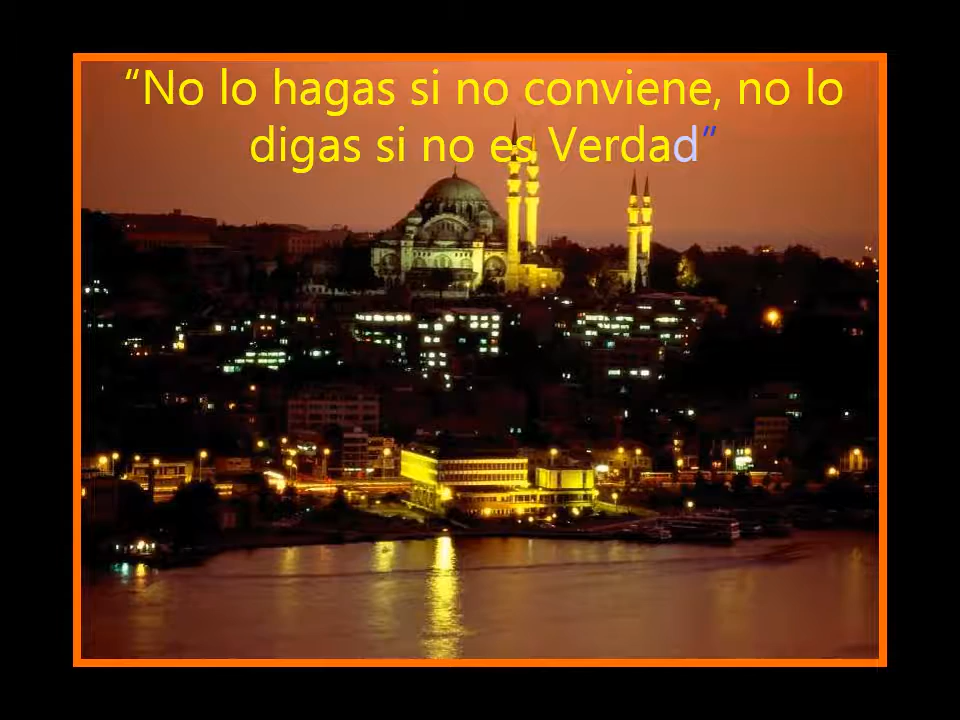 “No lo hagas si no conviene, no lo
digas si no es Verdad”